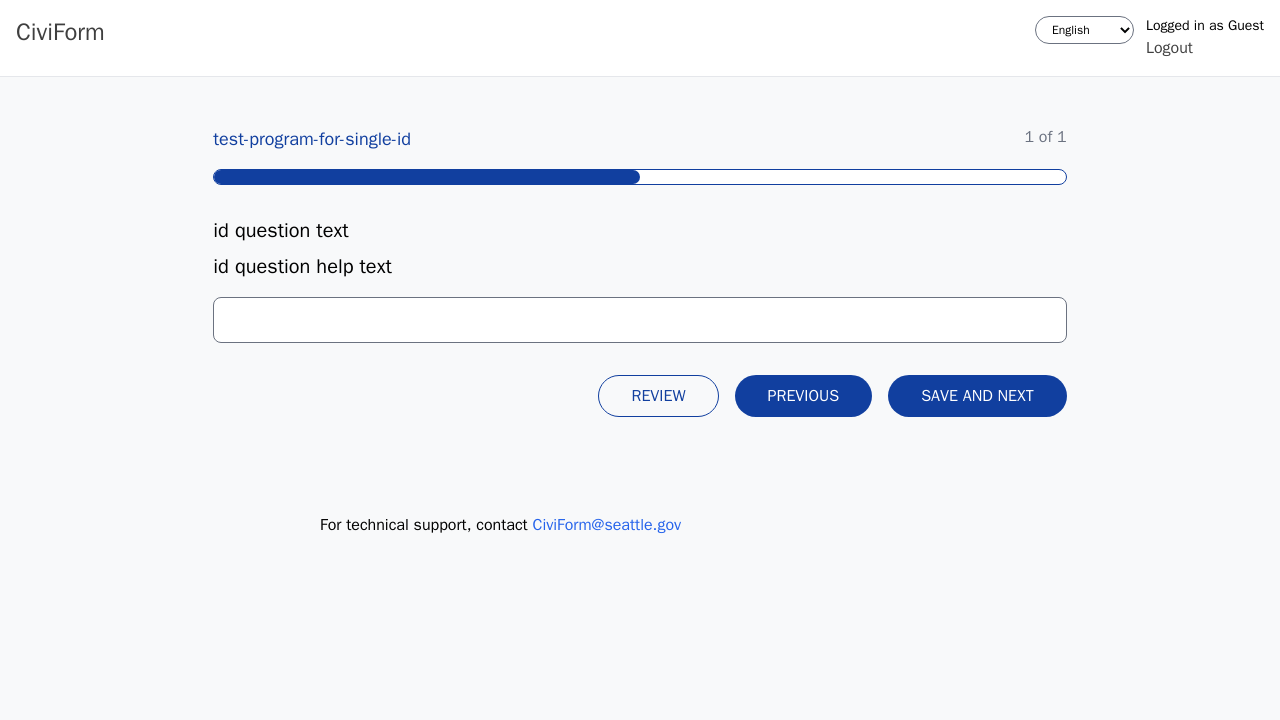 CiviForm
English
Logged in as Guest
Logout
test-program-for-single-id
1 of 1
id question text
id question help text
REVIEW
PREVIOUS
SAVE AND NEXT
For technical support, contact CiviForm@seattle.gov